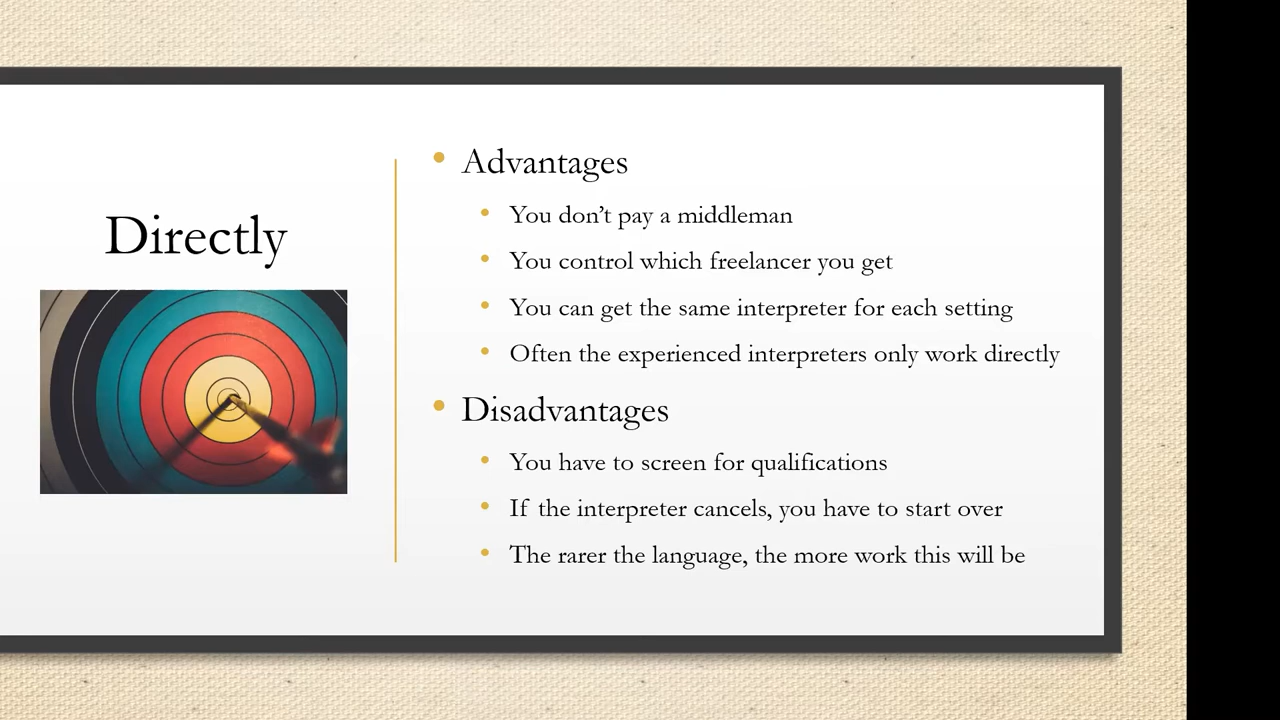 Directly
Advantages
You don’t pay a middleman
You control which freelancer you get
You can get the same interpreter for each setting
Often the experienced interpreters only work directly
Disadvantages
You have to screen for qualifications
If the interpreter cancels, you have to start over
The rarer the language, the more work this will be